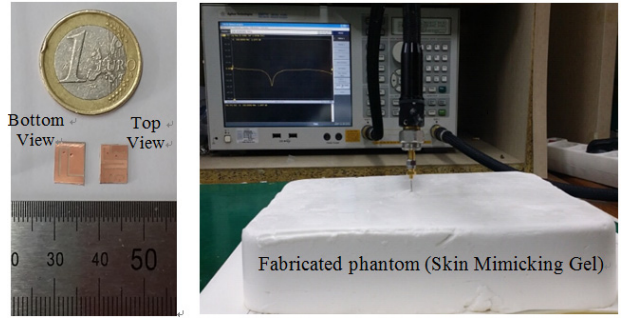 1
EURO
Bottom
View
Top
View
0 30 40 50
Fabricated phantom (Skin Mimicking Gel)